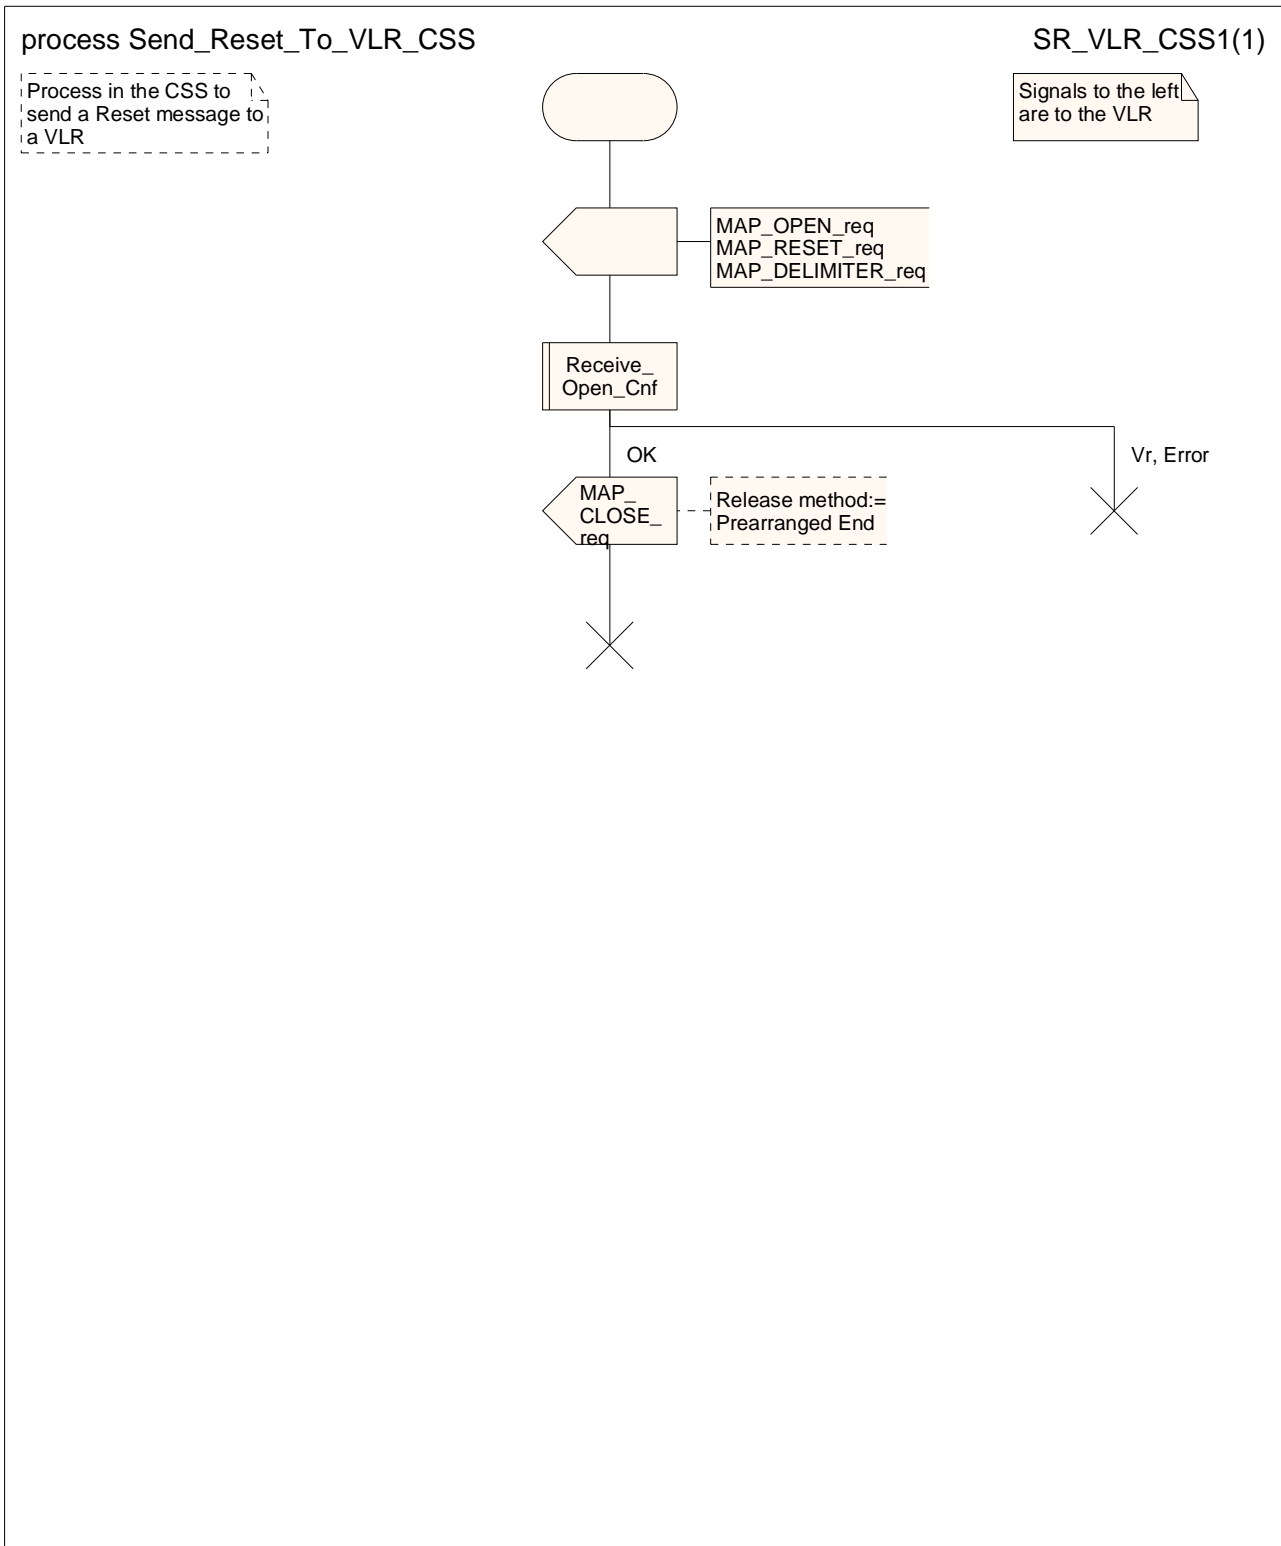 process Send_Reset_To_VLR_CSS
SR_VLR_CSS1(1)
Process in the CSS to
send a Reset message to
a VLR
Signals to the left
are to the VLR
MAP_OPEN_req
MAP_RESET_req
MAP_DELIMITER_req
Receive_
Open_Cnf
OK
Vr, Error
MAP_
CLOSE_
req
Release method:=
Prearranged End